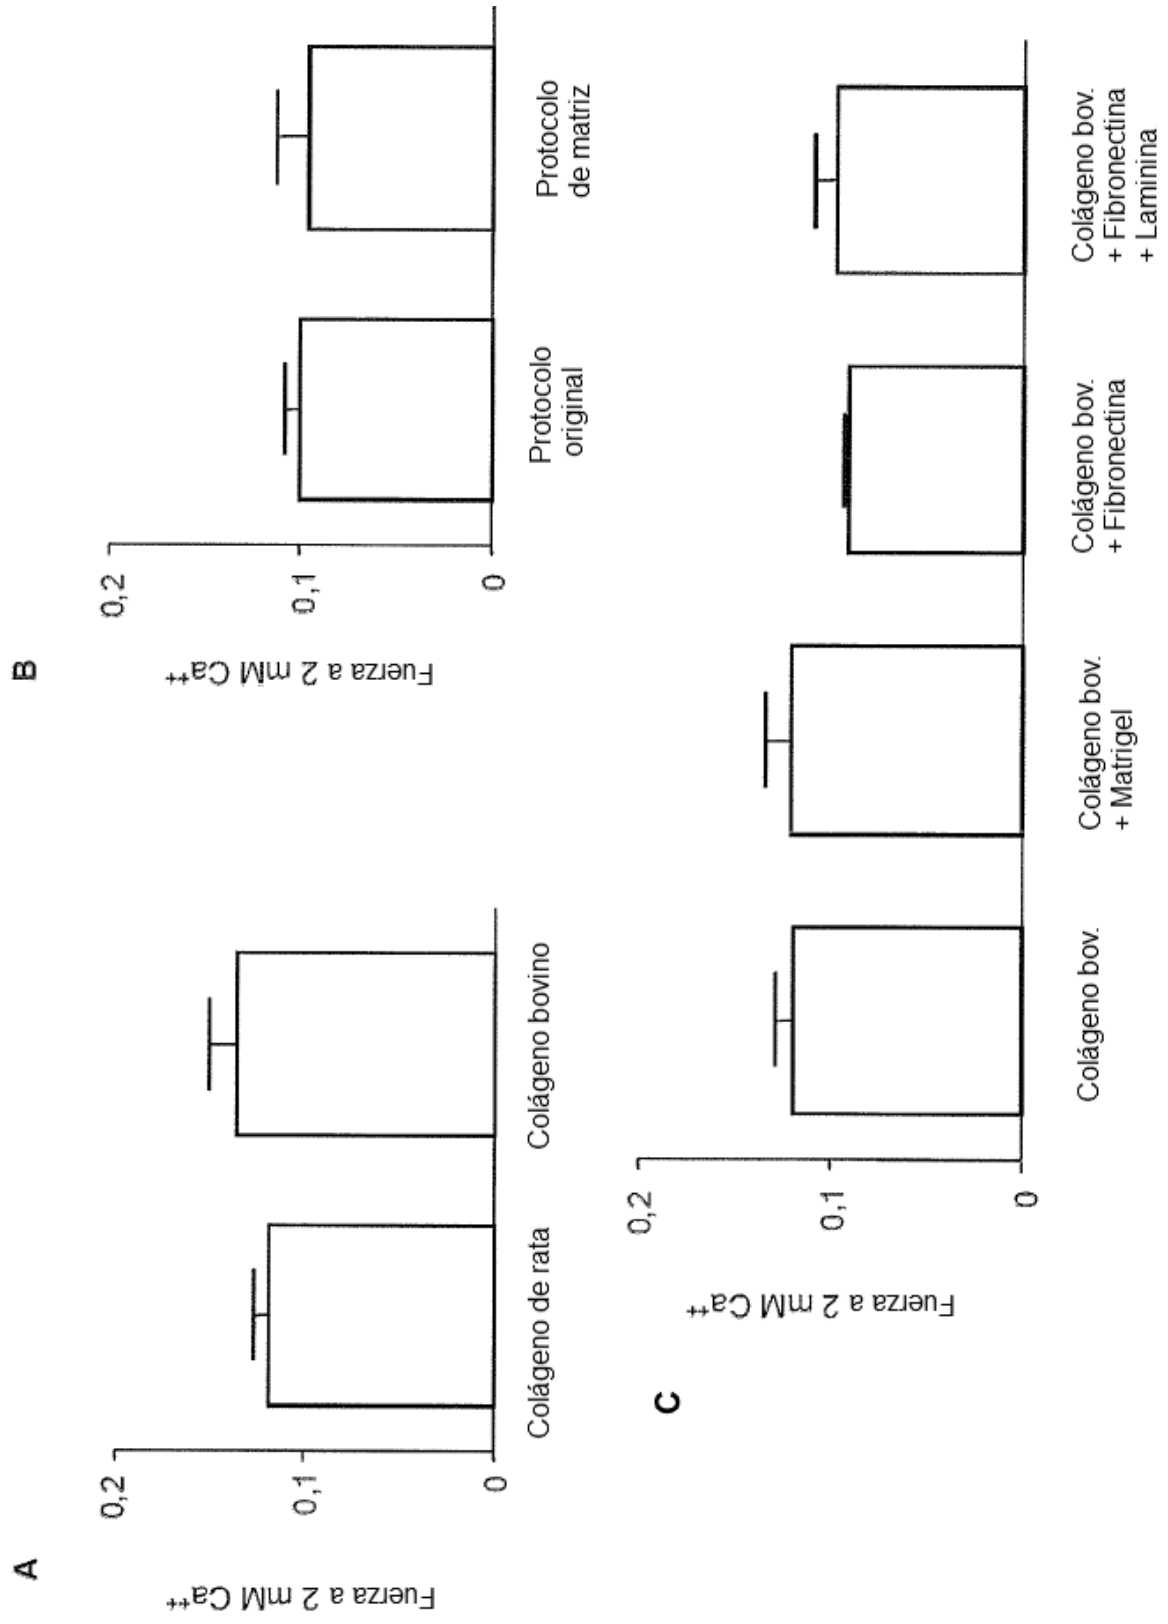 A
Fuerza a 2 mM Ca++
0,2
0,1
0
Colágeno de rata
Colágeno bovino
B
Fuerza a 2 mM Ca++
0,2
0,1
0
Protocolo
original
Protocolo
de matriz
C
Fuerza a 2 mM Ca++
0,2
0,1
0
Colágeno bov.
Colágeno bov.
+ Matrigel
Colágeno bov.
+ Fibronectina
Colágeno bov.
+ Fibronectina
+ Laminina